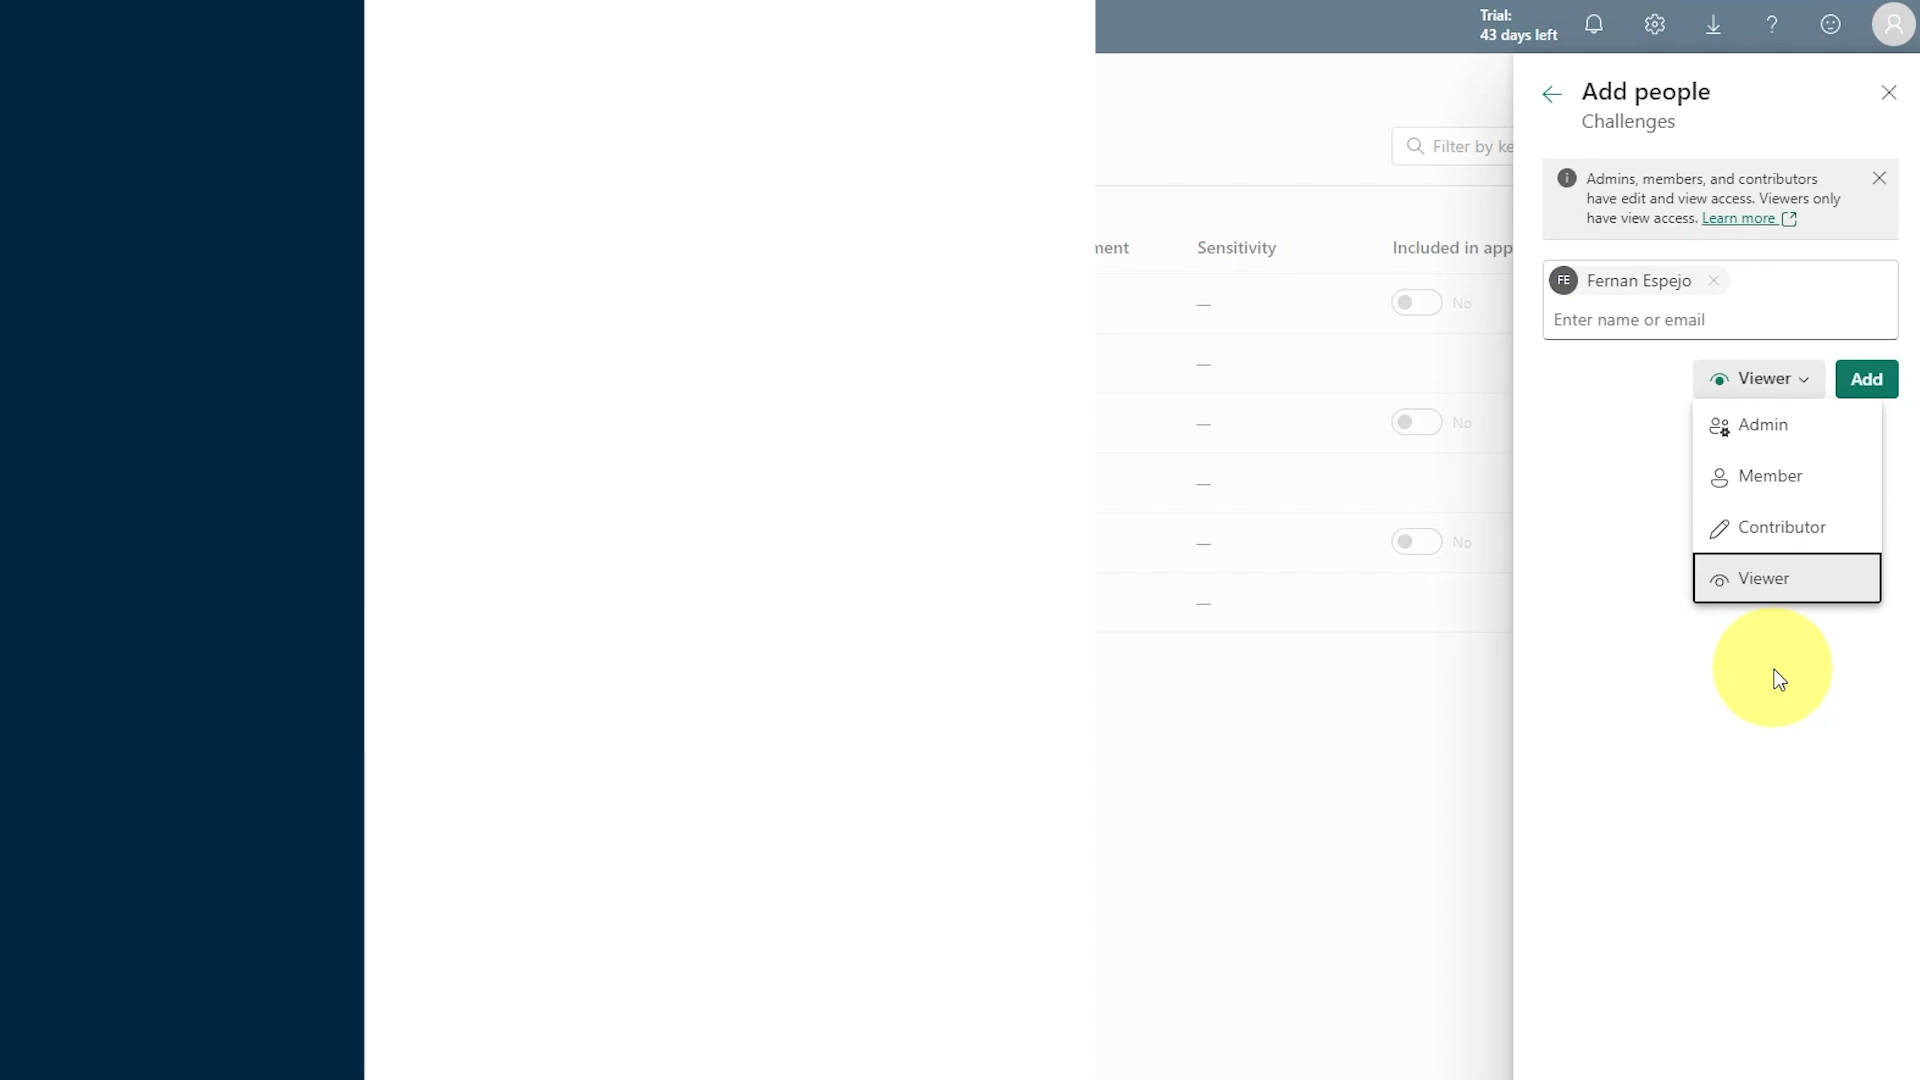 Trial:
43 days left
Add people
Challenges
Filter by ke
Admins, members, and contributors
have edit and view access. Viewers only
have view access. Learn more
ment Sensitivity Included in app
FE Fernan Espejo
Enter name or email
— No
—
Viewer Add
— No
Admin
Member
—
Contributor
— No
Viewer
—